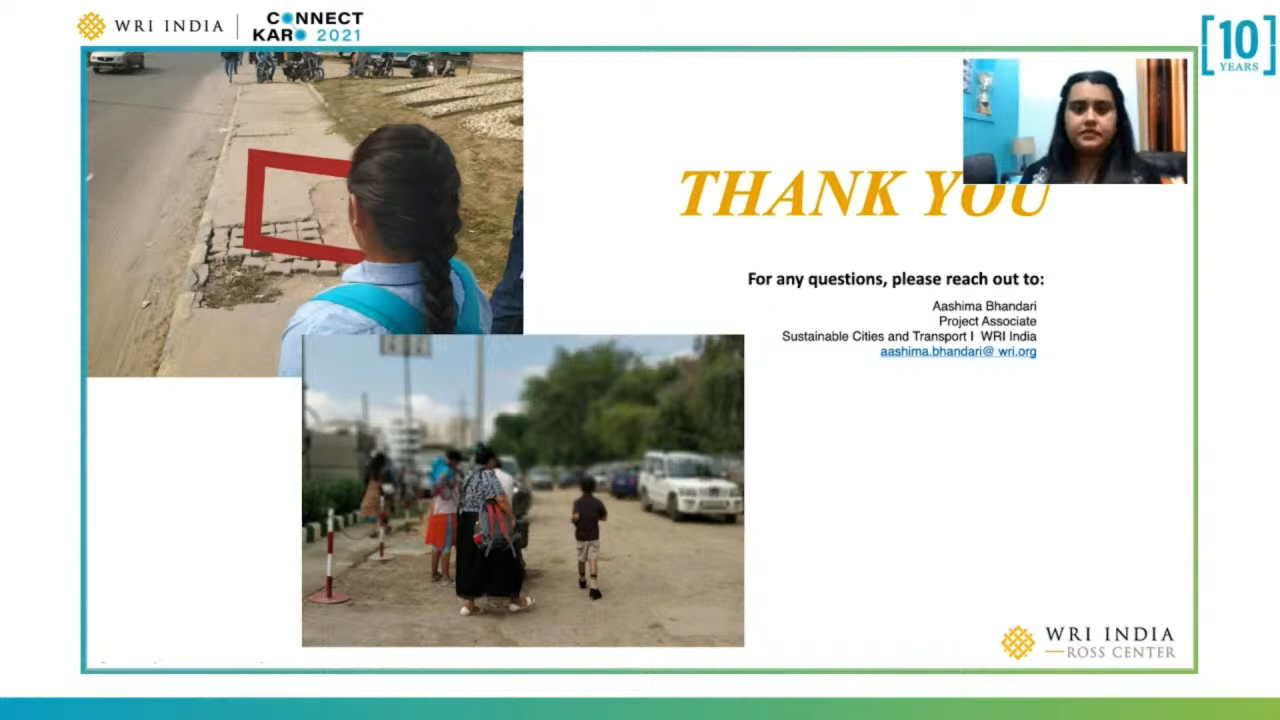 WRI INDIA
CONNECT
KARO 2021
[10]
YEARS
THANK YOU
For any questions, please reach out to:
Aashima Bhandari
Project Associate
Sustainable Cities and Transport I WRI India
aashima.bhandari@ wri.org
WRI INDIA
ROSS CENTER